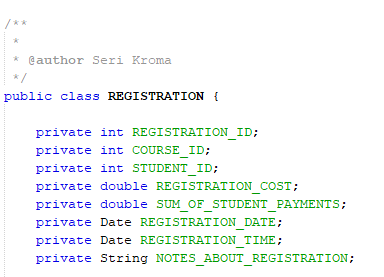 /**
 *
 * @author Seri Kroma
 */
public class REGISTRATION {
private int REGISTRATION_ID;
private int COURSE_ID;
private int STUDENT_ID;
private double REGISTRATION_COST;
private double SUM_OF_STUDENT_PAYMENTS;
private Date REGISTRATION_DATE;
private Date REGISTRATION_TIME;
private String NOTES_ABOUT_REGISTRATION;